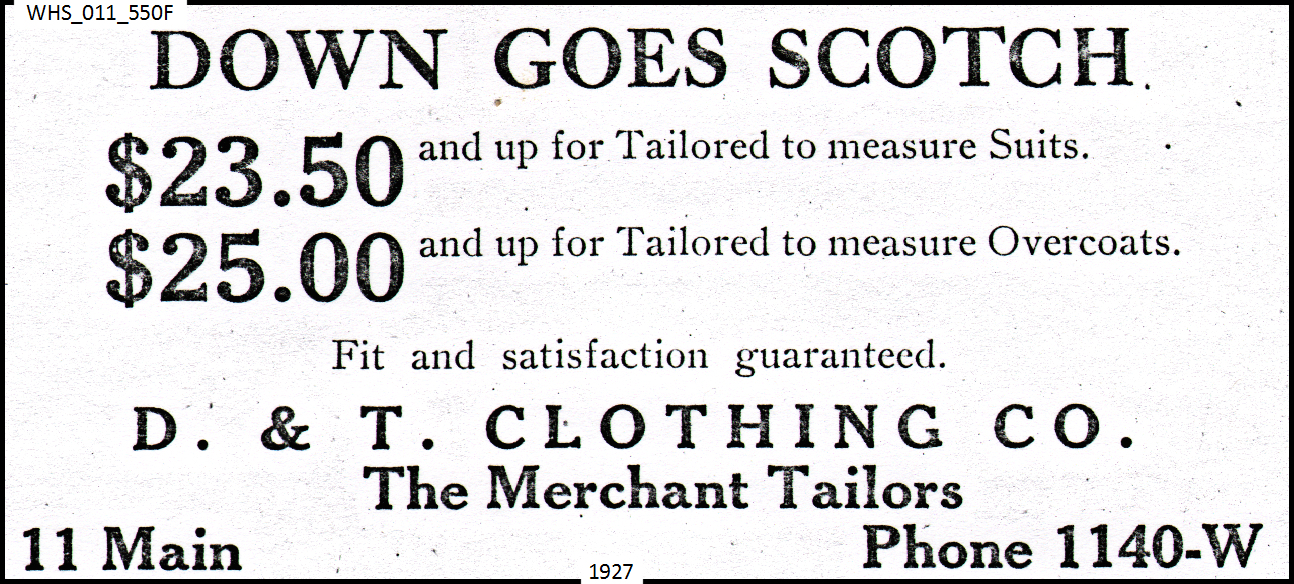 WHS_011_550F
DOWN GOES SCOTCH.
$23.50 and up for Tailored to measure Suits.
$25.00 and up for Tailored to measure Overcoats.
Fit and satisfaction guaranteed.
D. & T. CLOTHING CO.
The Merchant Tailors
11 Main Phone 1140-W
1927